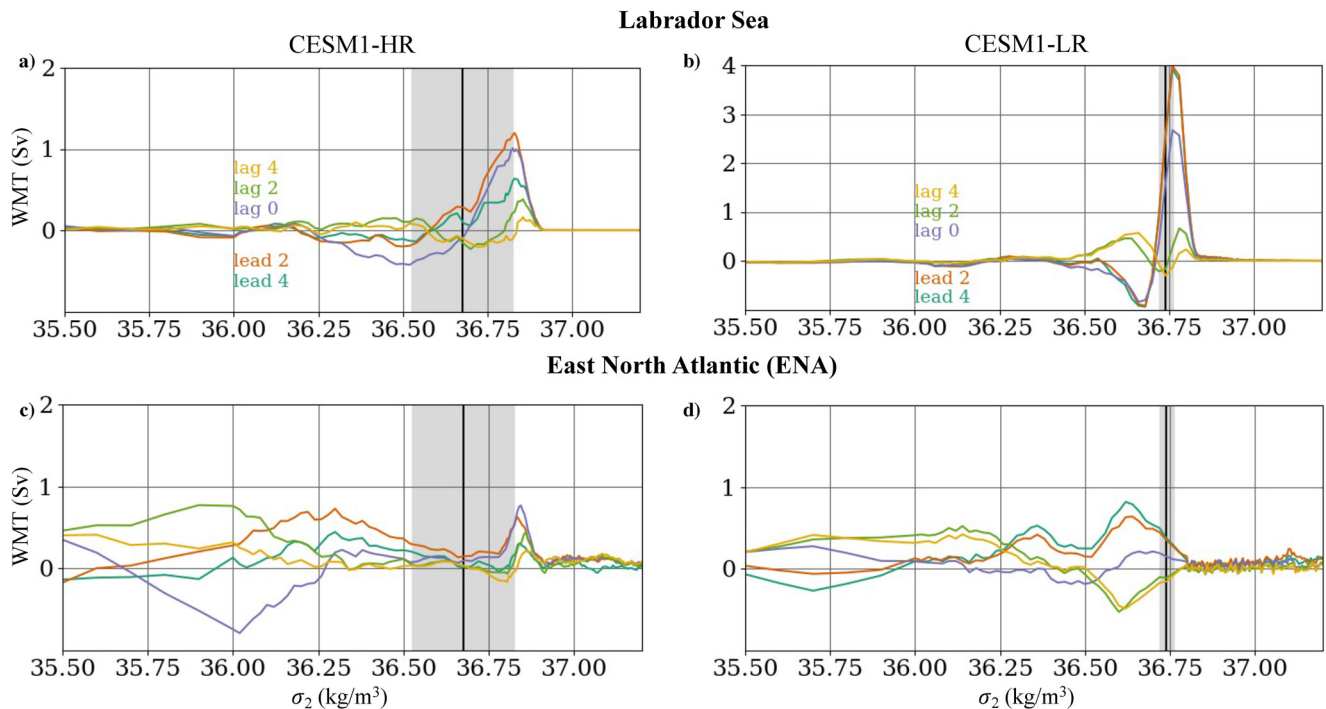 Labrador Sea
CESM1-HR
CESM1-LR
a)
2
1
0
WMT (Sv)
lag 4
lag 2
lag 0
lead 2
lead 4
35.50 35.75 36.00 36.25 36.50 36.75 37.00
b)
4
3
2
1
0
lag 4
lag 2
lag 0
lead 2
lead 4
35.50 35.75 36.00 36.25 36.50 36.75 37.00
East North Atlantic (ENA)
c)
2
1
0
WMT (Sv)
35.50 35.75 36.00 36.25 36.50 36.75 37.00
σ₂ (kg/m³)
d)
2
1
0
35.50 35.75 36.00 36.25 36.50 36.75 37.00
σ₂ (kg/m³)